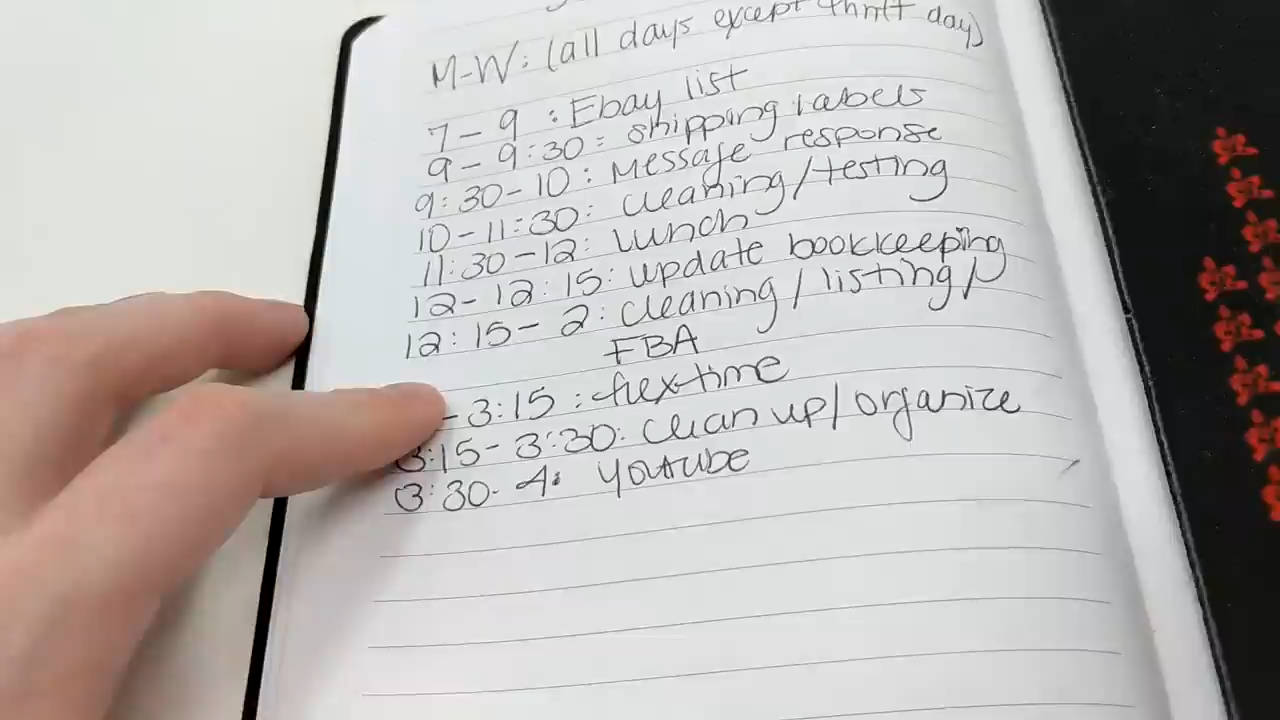 M-W: (all days except thrift day)
7-9 : Ebay list
9-9:30: shipping labels
9:30-10: Message response
10-11:30: cleaning/testing
11:30-12: lunch
12-12:15: update bookkeeping
12:15-2: cleaning/listing/
FBA
-3:15 : flex-time
3:15-3:30: clean up/organize
3:30-4: youtube